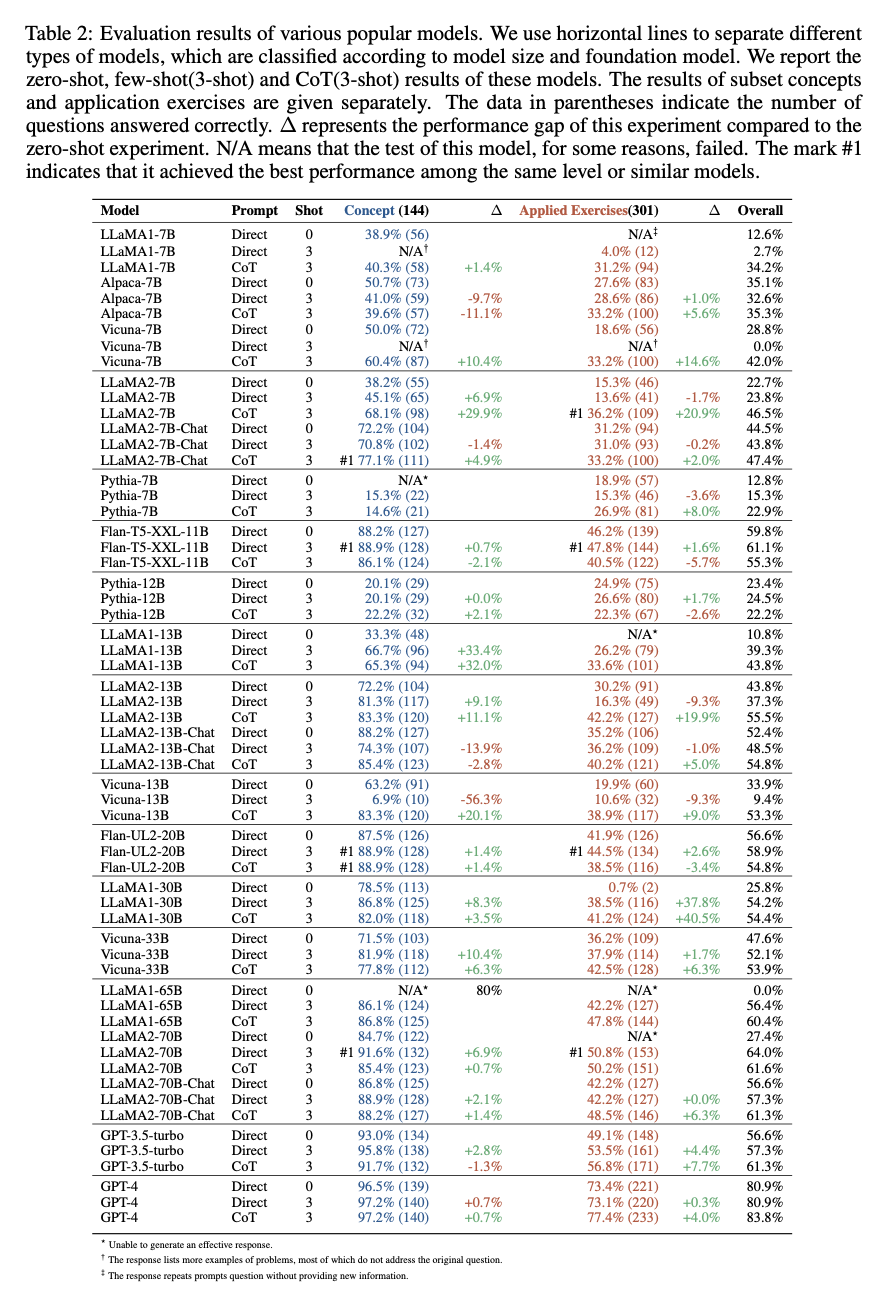 Table 2: Evaluation results of various popular models. We use horizontal lines to separate different
types of models, which are classified according to model size and foundation model. We report the
zero-shot, few-shot(3-shot) and CoT(3-shot) results of these models. The results of subset concepts
and application exercises are given separately. The data in parentheses indicate the number of
questions answered correctly. Δ represents the performance gap of this experiment compared to the
zero-shot experiment. N/A means that the test of this model, for some reasons, failed. The mark #1
indicates that it achieved the best performance among the same level or similar models.
Model Prompt Shot Concept (144) Δ Applied Exercises(301) Δ Overall
LLaMA1-7B Direct 0 38.9% (56) N/A‡ 12.6%
LLaMA1-7B Direct 3 N/A† 4.0% (12) 2.7%
LLaMA1-7B CoT 3 40.3% (58) +1.4% 31.2% (94) 34.2%
Alpaca-7B Direct 0 50.7% (73) 27.6% (83) 35.1%
Alpaca-7B Direct 3 41.0% (59) -9.7% 28.6% (86) +1.0% 32.6%
Alpaca-7B CoT 3 39.6% (57) -11.1% 33.2% (100) +5.6% 35.3%
Vicuna-7B Direct 0 50.0% (72) 18.6% (56) 28.8%
Vicuna-7B Direct 3 N/A† N/A† 0.0%
Vicuna-7B CoT 3 60.4% (87) +10.4% 33.2% (100) +14.6% 42.0%
LLaMA2-7B Direct 0 38.2% (55) 15.3% (46) 22.7%
LLaMA2-7B Direct 3 45.1% (65) +6.9% 13.6% (41) -1.7% 23.8%
LLaMA2-7B CoT 3 68.1% (98) +29.9% #1 36.2% (109) +20.9% 46.5%
LLaMA2-7B-Chat Direct 0 72.2% (104) 31.2% (94) 44.5%
LLaMA2-7B-Chat Direct 3 70.8% (102) -1.4% 31.0% (93) -0.2% 43.8%
LLaMA2-7B-Chat CoT 3 #1 77.1% (111) +4.9% 33.2% (100) +2.0% 47.4%
Pythia-7B Direct 0 N/A⋆ 18.9% (57) 12.8%
Pythia-7B Direct 3 15.3% (22) 15.3% (46) -3.6% 15.3%
Pythia-7B CoT 3 14.6% (21) 26.9% (81) +8.0% 22.9%
Flan-T5-XXL-11B Direct 0 88.2% (127) 46.2% (139) 59.8%
Flan-T5-XXL-11B Direct 3 #1 88.9% (128) +0.7% #1 47.8% (144) +1.6% 61.1%
Flan-T5-XXL-11B CoT 3 86.1% (124) -2.1% 40.5% (122) -5.7% 55.3%
Pythia-12B Direct 0 20.1% (29) 24.9% (75) 23.4%
Pythia-12B Direct 3 20.1% (29) +0.0% 26.6% (80) +1.7% 24.5%
Pythia-12B CoT 3 22.2% (32) +2.1% 22.3% (67) -2.6% 22.2%
LLaMA1-13B Direct 0 33.3% (48) N/A⋆ 10.8%
LLaMA1-13B Direct 3 66.7% (96) +33.4% 26.2% (79) 39.3%
LLaMA1-13B CoT 3 65.3% (94) +32.0% 33.6% (101) 43.8%
LLaMA2-13B Direct 0 72.2% (104) 30.2% (91) 43.8%
LLaMA2-13B Direct 3 81.3% (117) +9.1% 16.3% (49) -9.3% 37.3%
LLaMA2-13B CoT 3 83.3% (120) +11.1% 42.2% (127) +19.9% 55.5%
LLaMA2-13B-Chat Direct 0 88.2% (127) 35.2% (106) 52.4%
LLaMA2-13B-Chat Direct 3 74.3% (107) -13.9% 36.2% (109) -1.0% 48.5%
LLaMA2-13B-Chat CoT 3 85.4% (123) -2.8% 40.2% (121) +5.0% 54.8%
Vicuna-13B Direct 0 63.2% (91) 19.9% (60) 33.9%
Vicuna-13B Direct 3 6.9% (10) -56.3% 10.6% (32) -9.3% 9.4%
Vicuna-13B CoT 3 83.3% (120) +20.1% 38.9% (117) +9.0% 53.3%
Flan-UL2-20B Direct 0 87.5% (126) 41.9% (126) 56.6%
Flan-UL2-20B Direct 3 #1 88.9% (128) +1.4% #1 44.5% (134) +2.6% 58.9%
Flan-UL2-20B CoT 3 #1 88.9% (128) +1.4% 38.5% (116) -3.4% 54.8%
LLaMA1-30B Direct 0 78.5% (113) 0.7% (2) 25.8%
LLaMA1-30B Direct 3 86.8% (125) +8.3% 38.5% (116) +37.8% 54.2%
LLaMA1-30B CoT 3 82.0% (118) +3.5% 41.2% (124) +40.5% 54.4%
Vicuna-33B Direct 0 71.5% (103) 36.2% (109) 47.6%
Vicuna-33B Direct 3 81.9% (118) +10.4% 37.9% (114) +1.7% 52.1%
Vicuna-33B CoT 3 77.8% (112) +6.3% 42.5% (128) +6.3% 53.9%
LLaMA1-65B Direct 0 N/A⋆ 80% N/A⋆ 0.0%
LLaMA1-65B Direct 3 86.1% (124) 42.2% (127) 56.4%
LLaMA1-65B CoT 3 86.8% (125) 47.8% (144) 60.4%
LLaMA2-70B Direct 0 84.7% (122) N/A⋆ 27.4%
LLaMA2-70B Direct 3 #1 91.6% (132) +6.9% #1 50.8% (153) 64.0%
LLaMA2-70B CoT 3 85.4% (123) +0.7% 50.2% (151) 61.6%
LLaMA2-70B-Chat Direct 0 86.8% (125) 42.2% (127) 56.6%
LLaMA2-70B-Chat Direct 3 88.9% (128) +2.1% 42.2% (127) +0.0% 57.3%
LLaMA2-70B-Chat CoT 3 88.2% (127) +1.4% 48.5% (146) +6.3% 61.3%
GPT-3.5-turbo Direct 0 93.0% (134) 49.1% (148) 56.6%
GPT-3.5-turbo Direct 3 95.8% (138) +2.8% 53.5% (161) +4.4% 57.3%
GPT-3.5-turbo CoT 3 91.7% (132) -1.3% 56.8% (171) +7.7% 61.3%
GPT-4 Direct 0 96.5% (139) 73.4% (221) 80.9%
GPT-4 Direct 3 97.2% (140) +0.7% 73.1% (220) +0.3% 80.9%
GPT-4 CoT 3 97.2% (140) +0.7% 77.4% (233) +4.0% 83.8%
⋆ Unable to generate an effective response.
† The response lists more examples of problems, most of which do not address the original question.
‡ The response repeats prompts question without providing new information.